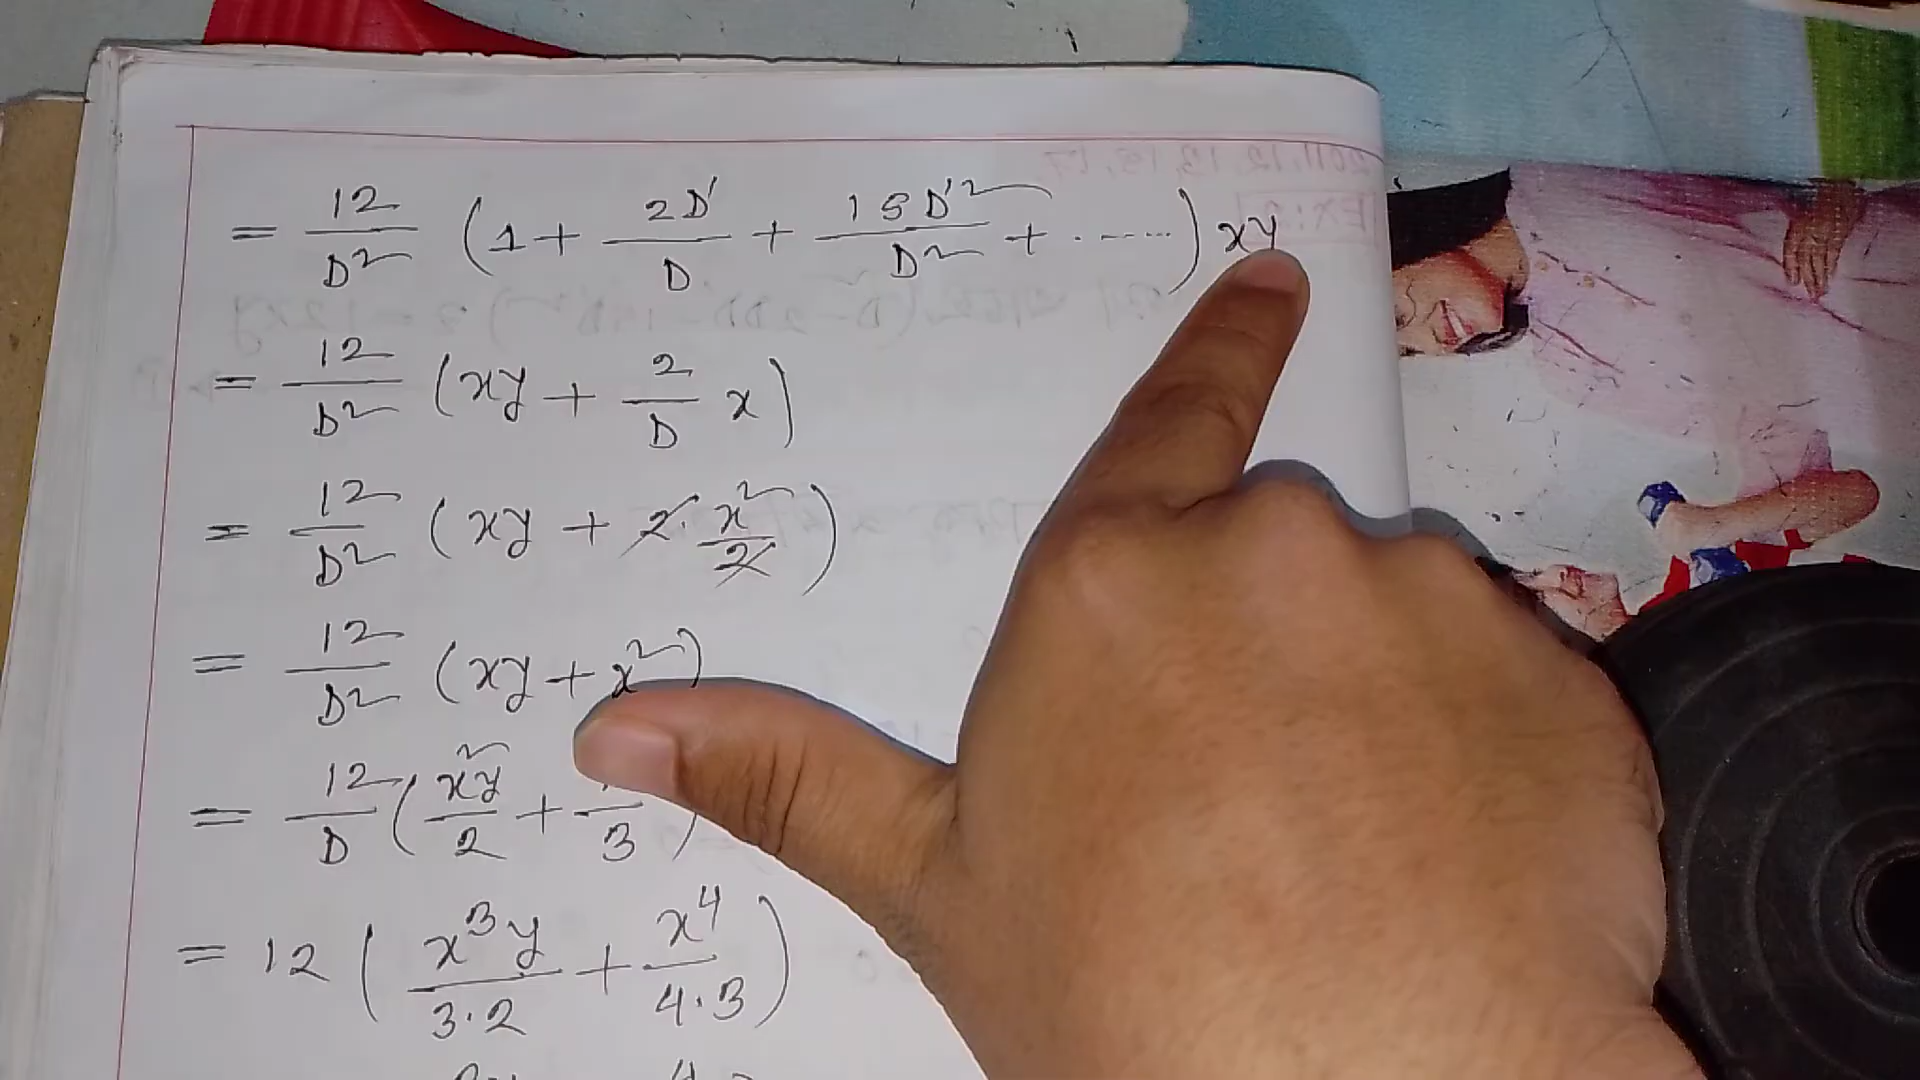 = 12/D² (1 + 2D'/D + 15D'²/D² + ......) xy
= 12/D² (xy + 2/D x)
= 12/D² (xy + 2. x²/2)
= 12/D² (xy + x²)
= 12/D (x²y/2 + /3)
= 12 (x³y/3.2 + x⁴/4.3)